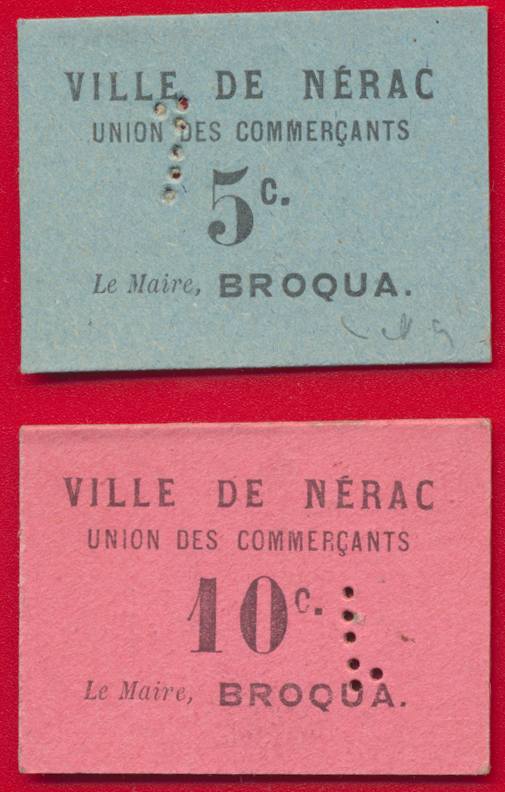 VILLE DE NÉRAC
UNION DES COMMERÇANTS
5c.
Le Maire, BROQUA.
VILLE DE NÉRAC
UNION DES COMMERÇANTS
10c.
Le Maire, BROQUA.